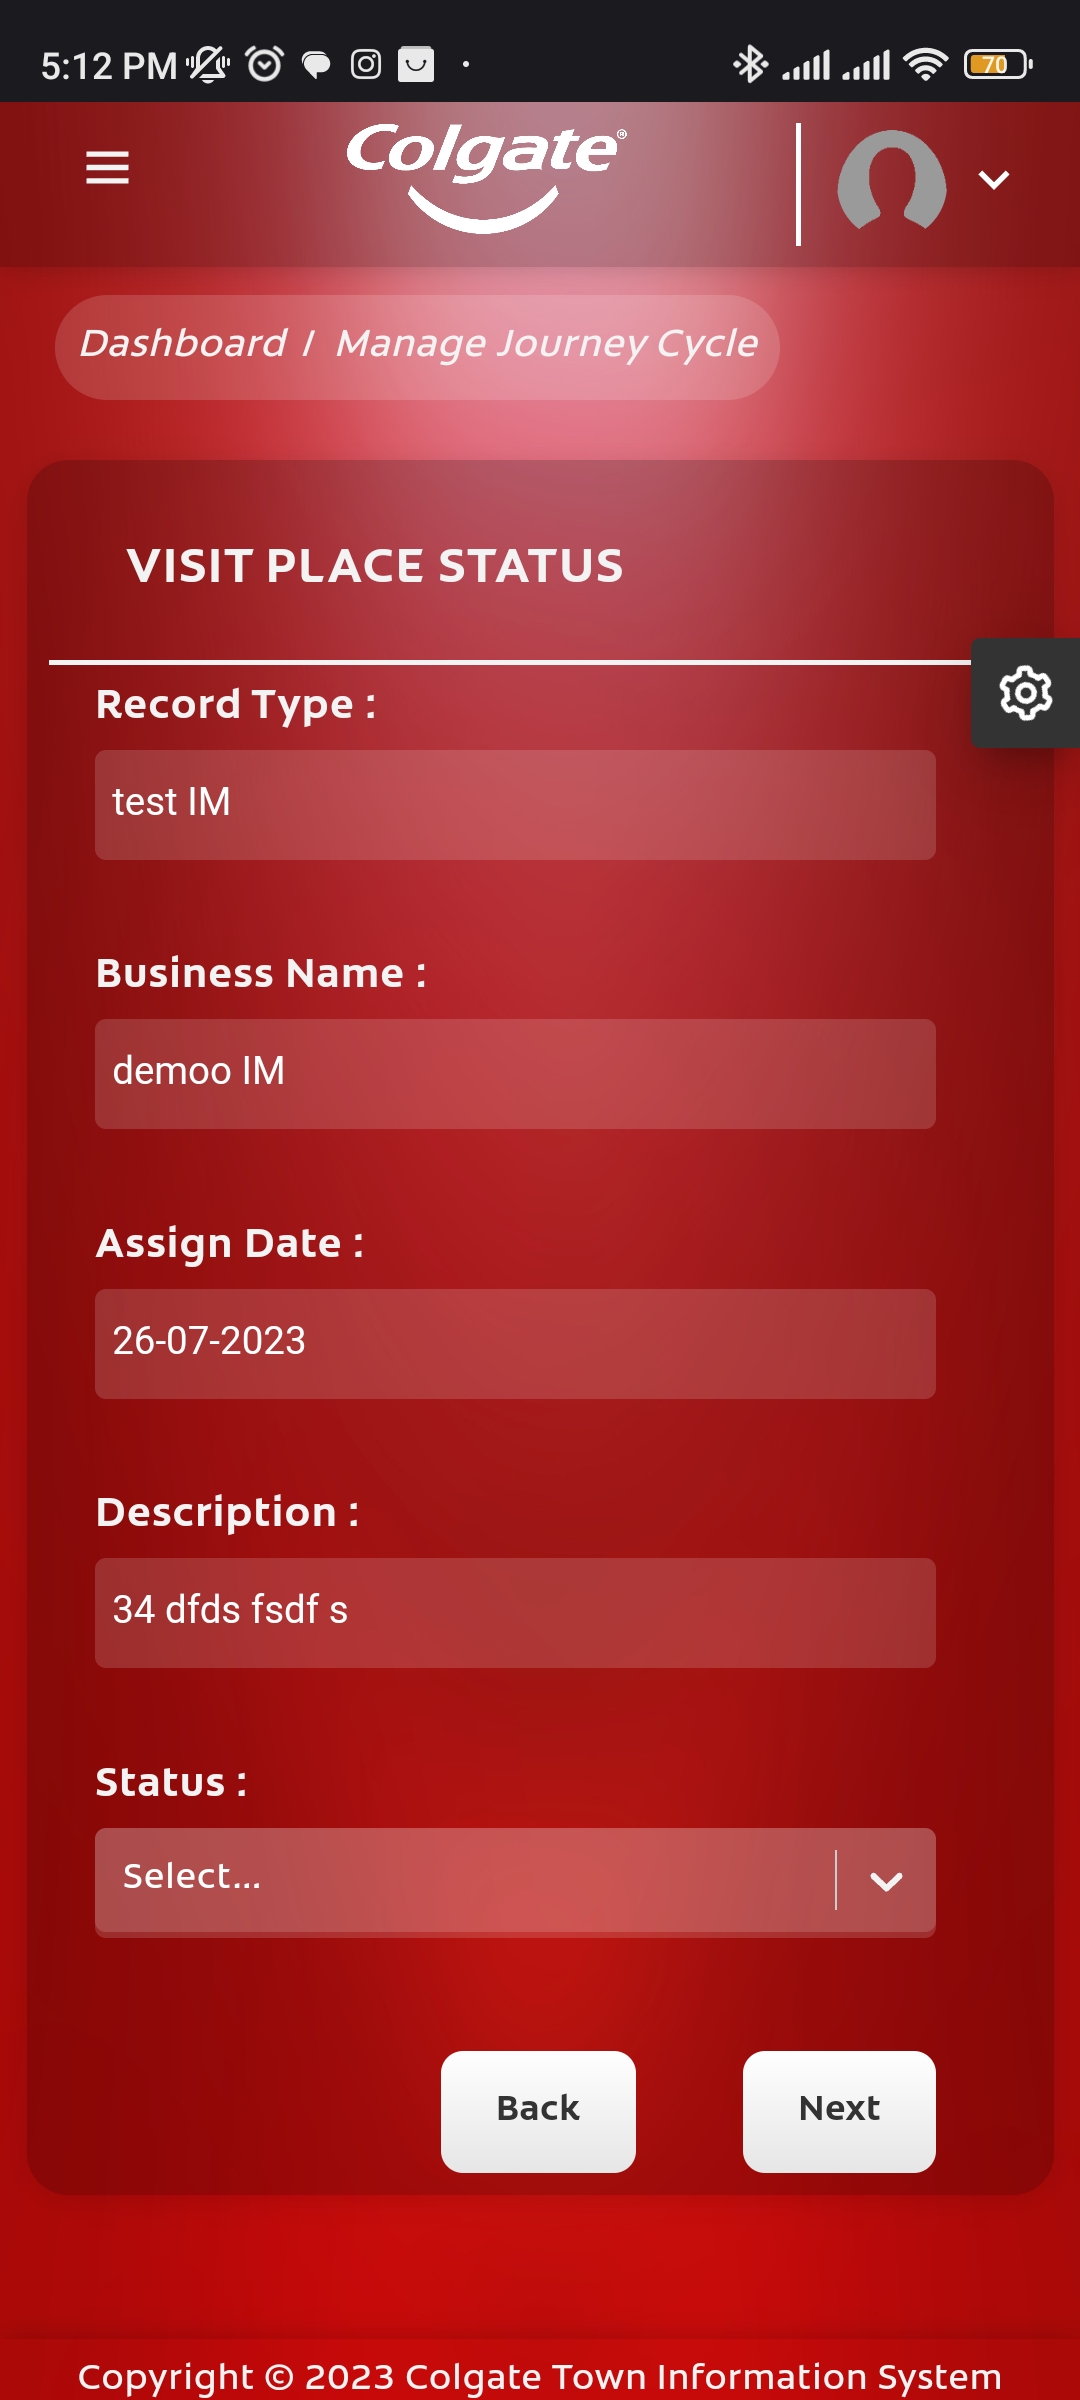 5:12 PM
70
Colgate®
Dashboard / Manage Journey Cycle
VISIT PLACE STATUS
Record Type :
test IM
Business Name :
demoo IM
Assign Date :
26-07-2023
Description :
34 dfds fsdf s
Status :
Select...
Back Next
Copyright © 2023 Colgate Town Information System